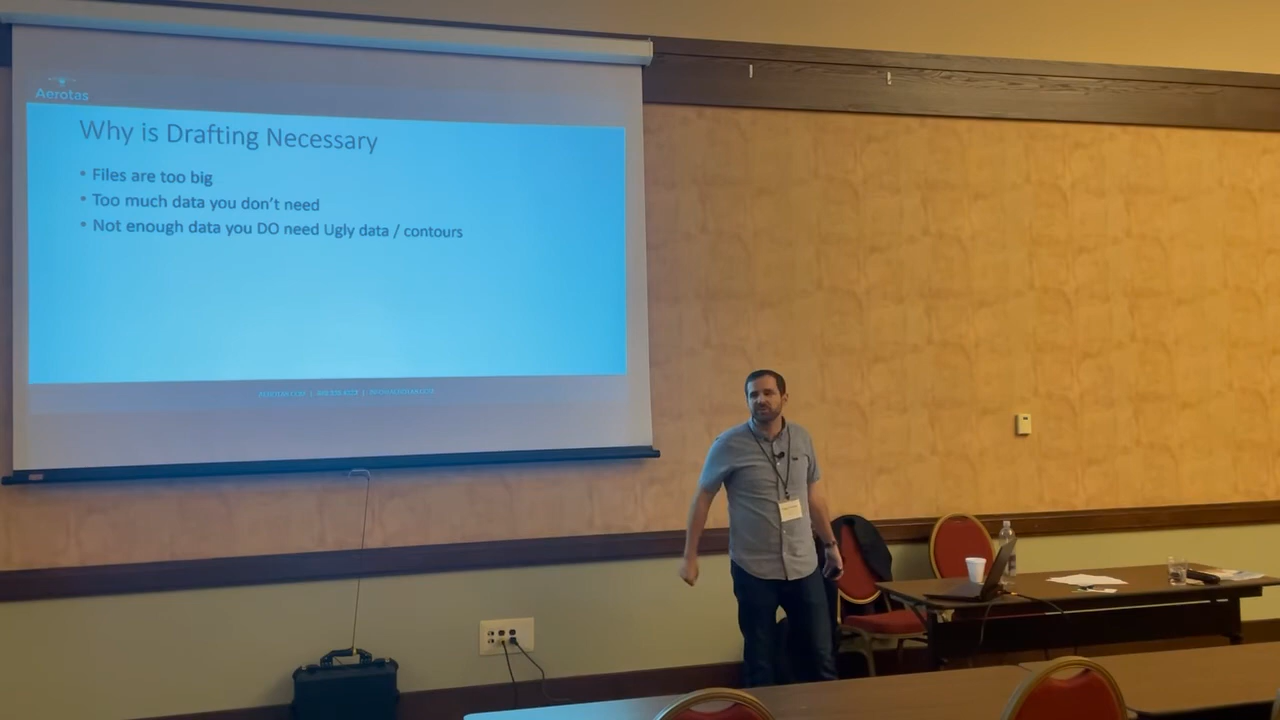 Aerotas
Why is Drafting Necessary
• Files are too big
• Too much data you don't need
• Not enough data you DO need Ugly data / contours